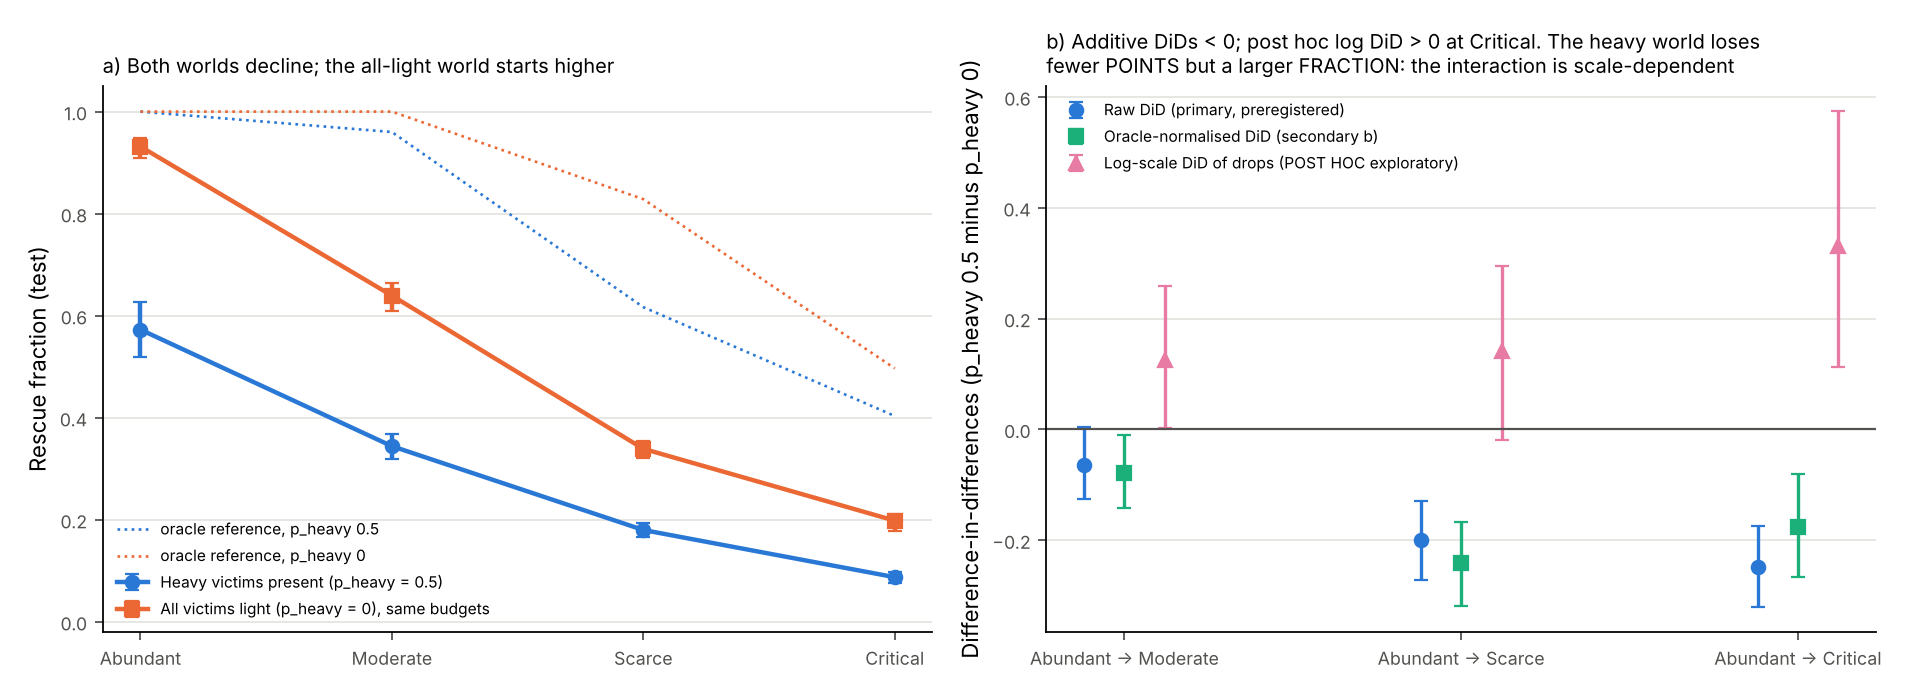 a) Both worlds decline; the all-light world starts higher
Rescue fraction (test)
1.0
0.8
0.6
0.4
0.2
0.0
oracle reference, p_heavy 0.5
oracle reference, p_heavy 0
Heavy victims present (p_heavy = 0.5)
All victims light (p_heavy = 0), same budgets
Abundant
Moderate
Scarce
Critical
b) Additive DiDs < 0; post hoc log DiD > 0 at Critical. The heavy world loses
fewer POINTS but a larger FRACTION: the interaction is scale-dependent
Difference-in-differences (p_heavy 0.5 minus p_heavy 0)
0.6
0.4
0.2
0.0
−0.2
Raw DiD (primary, preregistered)
Oracle-normalised DiD (secondary b)
Log-scale DiD of drops (POST HOC exploratory)
Abundant → Moderate
Abundant → Scarce
Abundant → Critical